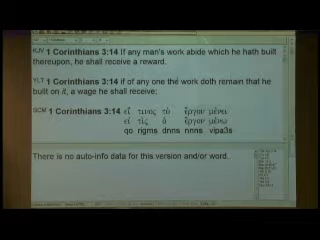 KJV 1 Corinthians 3:14 If any man's work abide which he hath built
thereupon, he shall receive a reward.
YLT 1 Corinthians 3:14 if of any one the work doth remain that he
built on it, a wage he shall receive;
1 Corinthians 3:14 εἴ τινος τὸ ἔργον μένει
εἰ τὶς ὁ ἔργον μένω
qo rigms dnns nnns vipa3s
There is no auto-info data for this version and/or word.